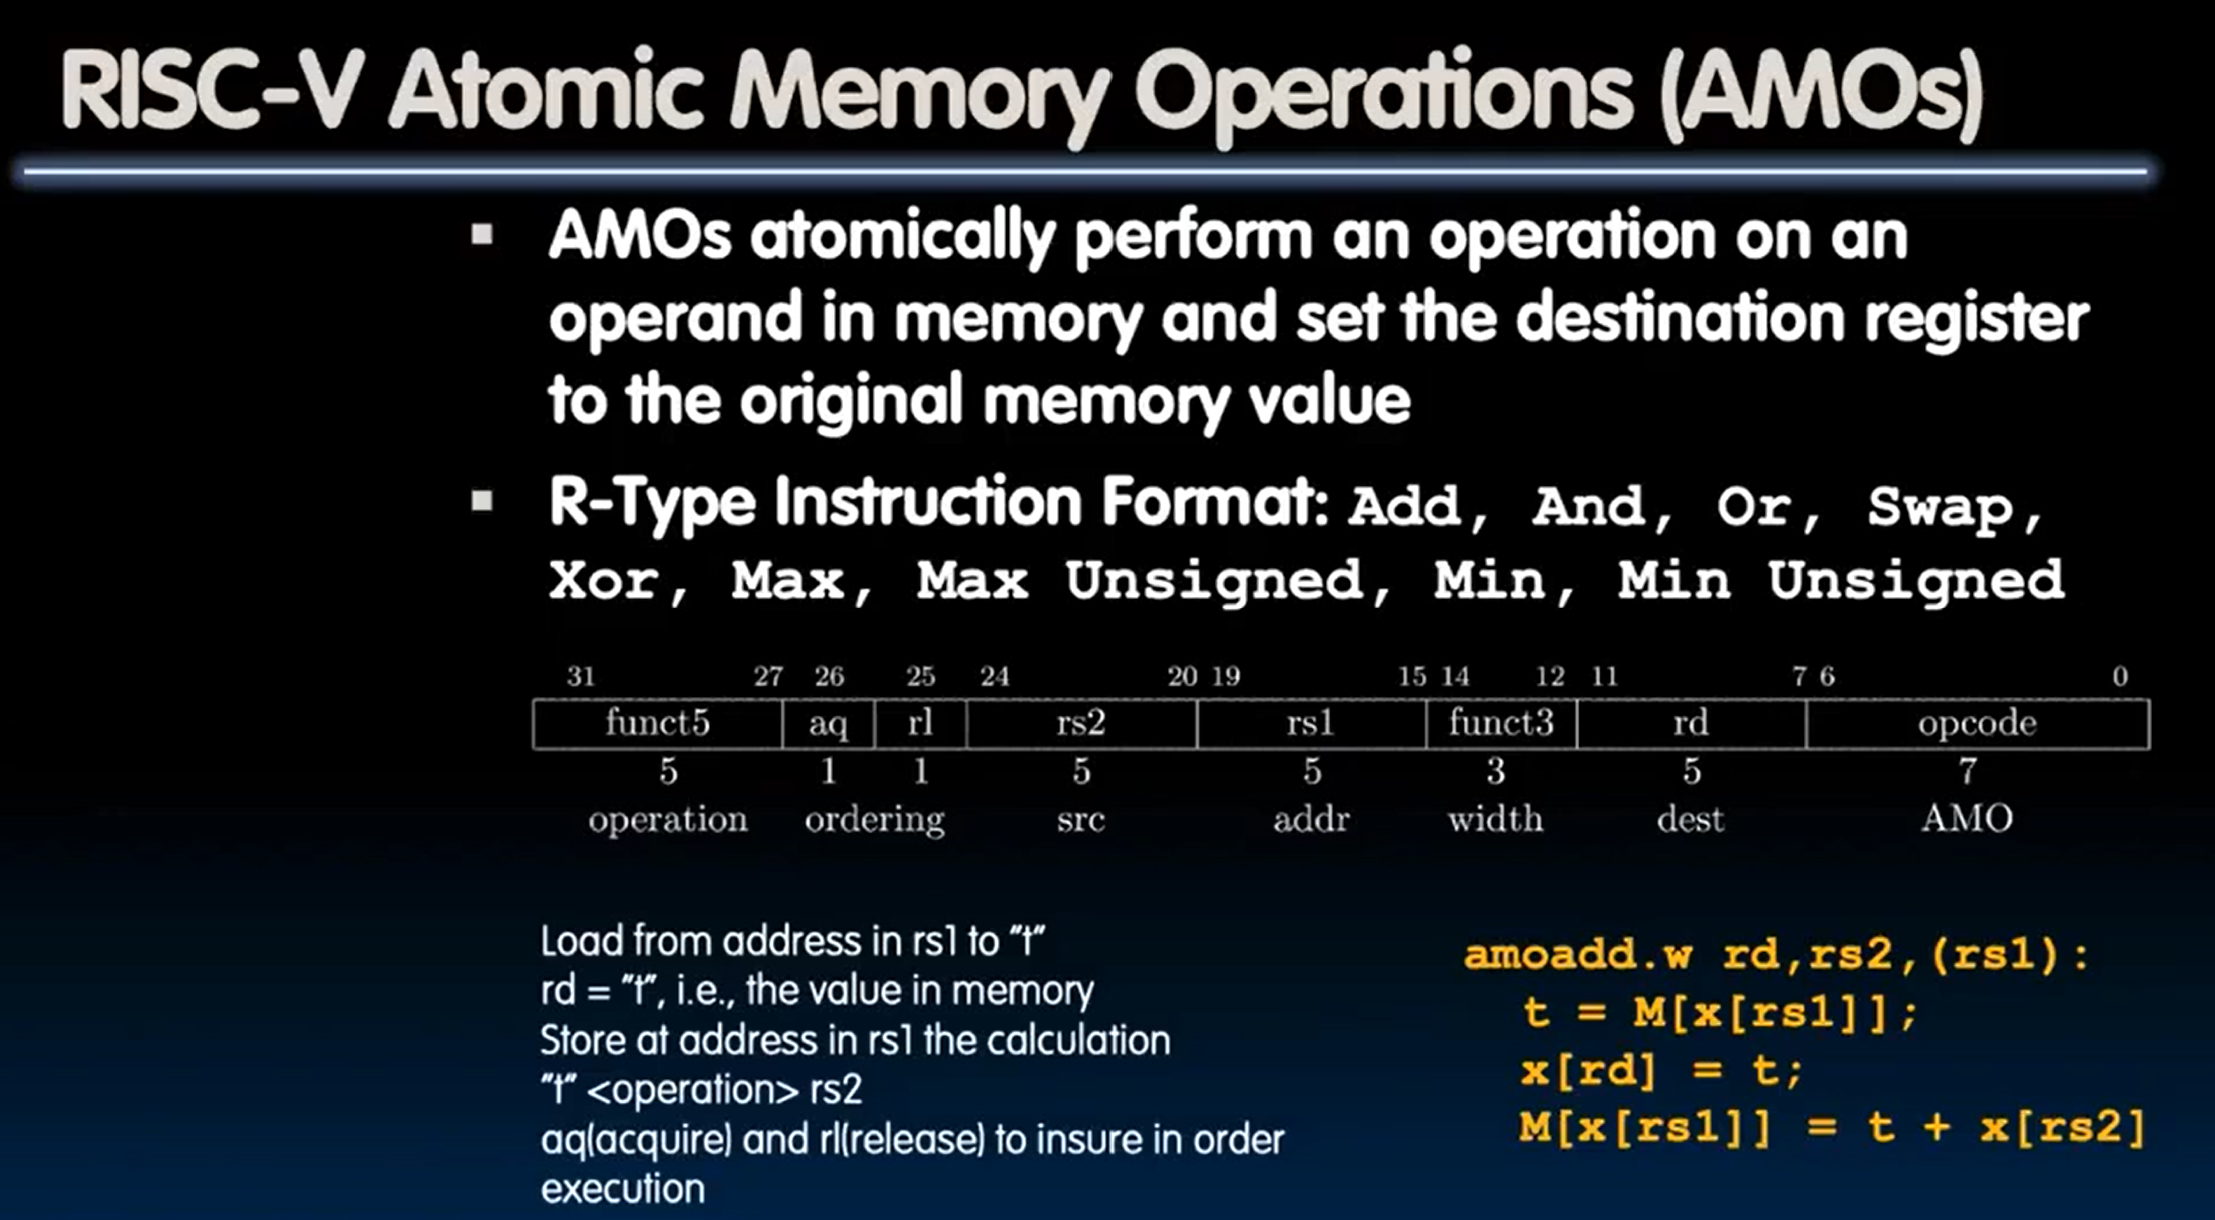 RISC-V Atomic Memory Operations (AMOs)
▪ AMOs atomically perform an operation on an
operand in memory and set the destination register
to the original memory value
▪ R-Type Instruction Format: Add, And, Or, Swap,
Xor, Max, Max Unsigned, Min, Min Unsigned
31 27 26 25 24 20 19 15 14 12 11 7 6 0
funct5 aq rl rs2 rs1 funct3 rd opcode
5 1 1 5 5 3 5 7
operation ordering src addr width dest AMO
Load from address in rs1 to "t"
rd = "t", i.e., the value in memory
Store at address in rs1 the calculation
"t" <operation> rs2
aq(acquire) and rl(release) to insure in order
execution
amoadd.w rd,rs2,(rs1):
t = M[x[rs1]];
x[rd] = t;
M[x[rs1]] = t + x[rs2]